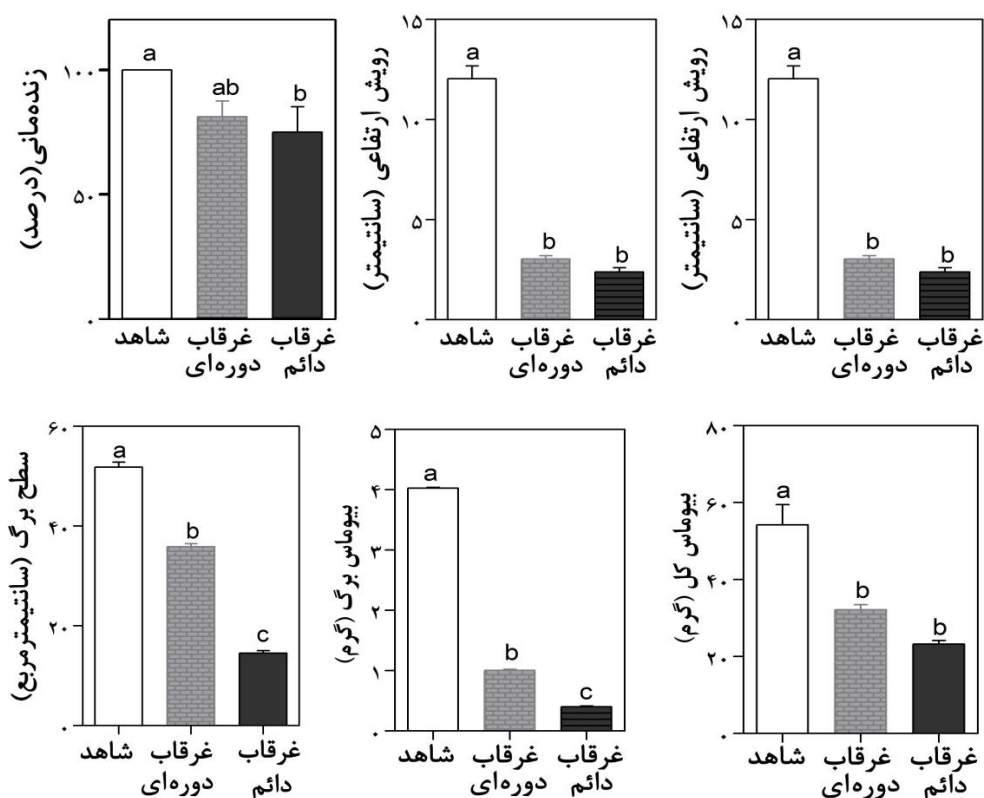 زنده‌مانی(درصد)
۱۰۰
۵۰
۰
a
ab
b
شاهد
غرقاب دوره‌ای
غرقاب دائم
رویش ارتفاعی (سانتیمتر)
۱۵
۱۰
۵
۰
a
b
b
شاهد
غرقاب دوره‌ای
غرقاب دائم
رویش ارتفاعی (سانتیمتر)
۱۵
۱۰
۵
۰
a
b
b
شاهد
غرقاب دوره‌ای
غرقاب دائم
سطح برگ (سانتیمترمربع)
۶۰
۴۰
۲۰
۰
a
b
c
شاهد
غرقاب دوره‌ای
غرقاب دائم
بیوماس برگ (گرم)
۵
۴
۳
۲
۱
۰
a
b
c
شاهد
غرقاب دوره‌ای
غرقاب دائم
بیوماس کل (گرم)
۸۰
۶۰
۴۰
۲۰
۰
a
b
b
شاهد
غرقاب دوره‌ای
غرقاب دائم